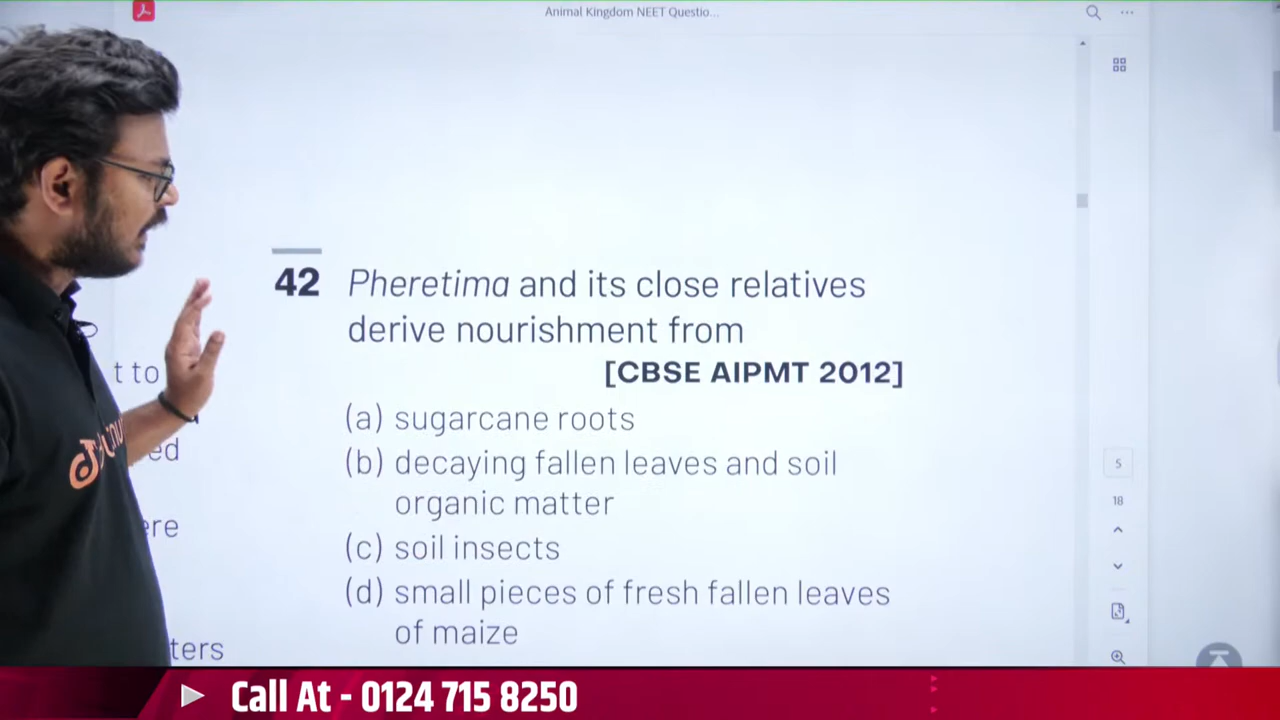 Animal Kingdom NEET Questio...
42 Pheretima and its close relatives
derive nourishment from
[CBSE AIPMT 2012]
(a) sugarcane roots
(b) decaying fallen leaves and soil
organic matter
(c) soil insects
(d) small pieces of fresh fallen leaves
of maize
t to
ed
ere
ters
5
18
Call At - 0124 715 8250